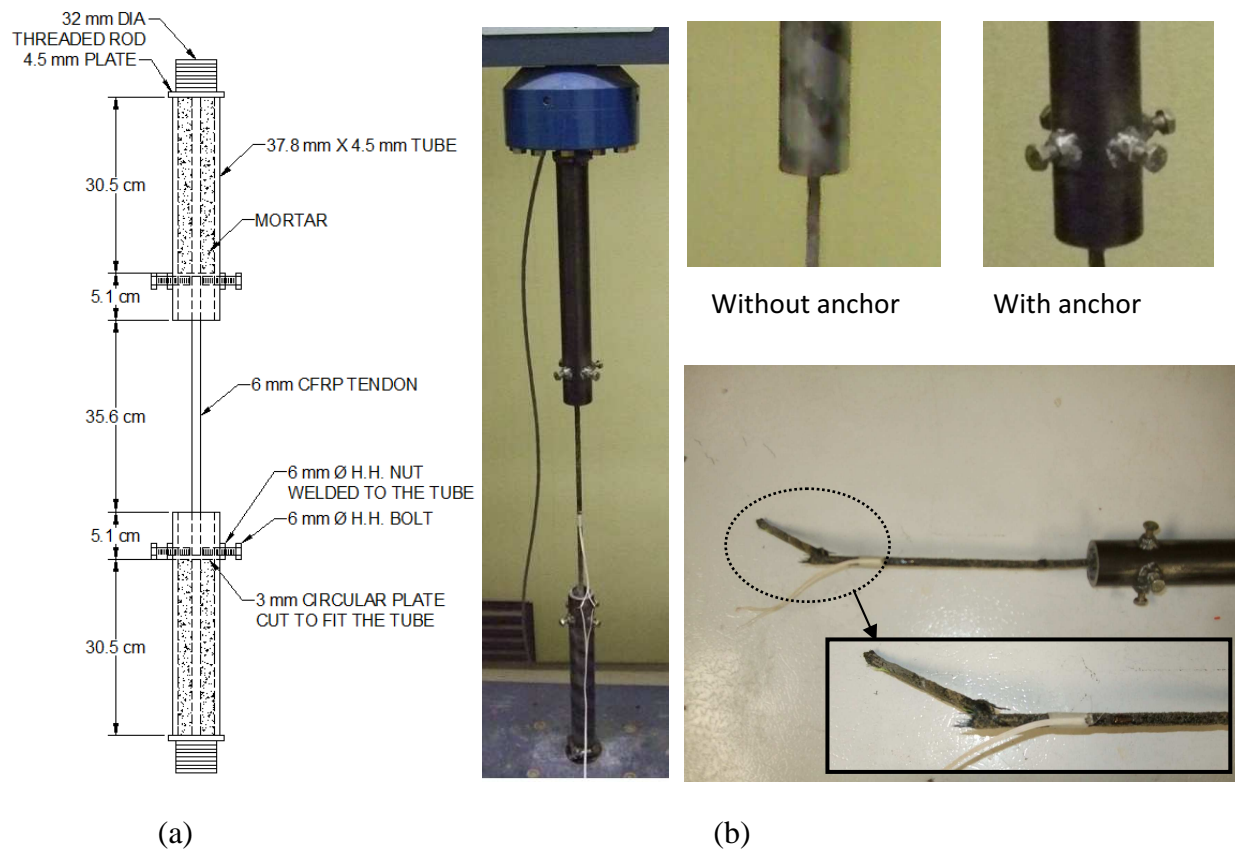 32 mm DIA
THREADED ROD
4.5 mm PLATE
37.8 mm X 4.5 mm TUBE
30.5 cm
MORTAR
5.1 cm
6 mm CFRP TENDON
35.6 cm
6 mm Ø H.H. NUT
WELDED TO THE TUBE
5.1 cm
6 mm Ø H.H. BOLT
3 mm CIRCULAR PLATE
CUT TO FIT THE TUBE
30.5 cm
Without anchor
With anchor
(a)
(b)